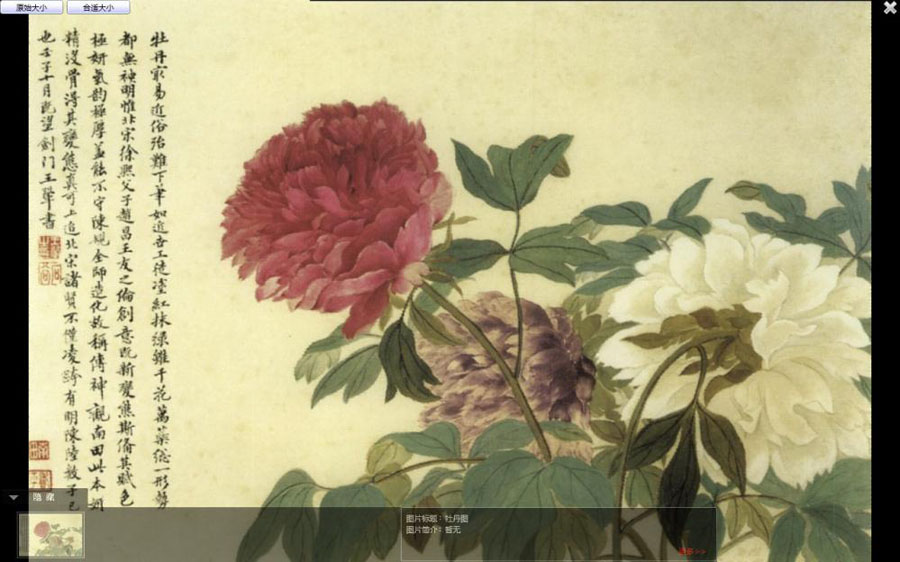 原始大小
合适大小
牡丹最易近俗殆難下筆如近吾工徒塗紅抹綠雖千花萬蕊總一形勢
都無神明惟北宋徐熙父子趙昌王友之倫創意既新變態斯備其賦色
極妍氣韵極厚蓋能不守陳規全師造化故稱傳神觀南田此本
精沒骨得其變態真可上追北宋諸賢不僅凌跨有明陳陸數子已
也壬子十月既望劍門王翬書
隐藏
图片标题：牡丹图
图片简介：暂无